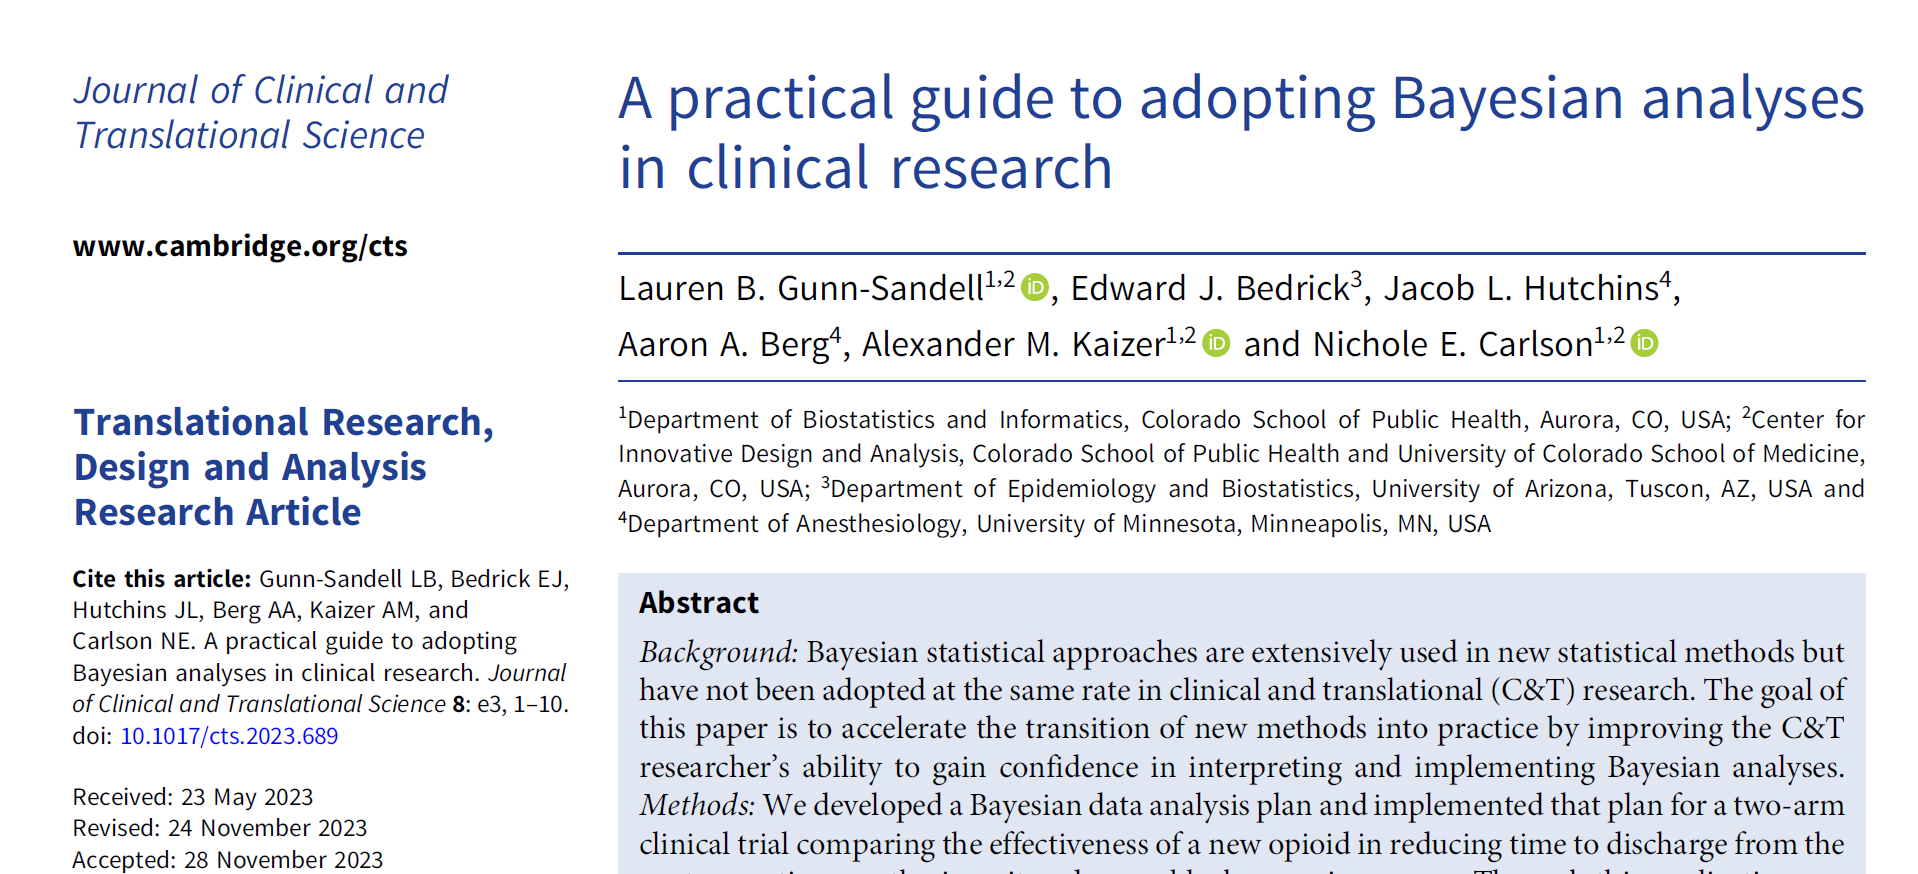 Journal of Clinical and
Translational Science
www.cambridge.org/cts
Translational Research,
Design and Analysis
Research Article
Cite this article: Gunn-Sandell LB, Bedrick EJ,
Hutchins JL, Berg AA, Kaizer AM, and
Carlson NE. A practical guide to adopting
Bayesian analyses in clinical research. Journal
of Clinical and Translational Science 8: e3, 1–10.
doi: 10.1017/cts.2023.689
Received: 23 May 2023
Revised: 24 November 2023
Accepted: 28 November 2023
A practical guide to adopting Bayesian analyses
in clinical research
Lauren B. Gunn-Sandell1,2 iD, Edward J. Bedrick3, Jacob L. Hutchins4,
Aaron A. Berg4, Alexander M. Kaizer1,2 iD and Nichole E. Carlson1,2 iD
1Department of Biostatistics and Informatics, Colorado School of Public Health, Aurora, CO, USA; 2Center for
Innovative Design and Analysis, Colorado School of Public Health and University of Colorado School of Medicine,
Aurora, CO, USA; 3Department of Epidemiology and Biostatistics, University of Arizona, Tuscon, AZ, USA and
4Department of Anesthesiology, University of Minnesota, Minneapolis, MN, USA
Abstract
Background: Bayesian statistical approaches are extensively used in new statistical methods but
have not been adopted at the same rate in clinical and translational (C&T) research. The goal of
this paper is to accelerate the transition of new methods into practice by improving the C&T
researcher's ability to gain confidence in interpreting and implementing Bayesian analyses.
Methods: We developed a Bayesian data analysis plan and implemented that plan for a two-arm
clinical trial comparing the effectiveness of a new opioid in reducing time to discharge from the